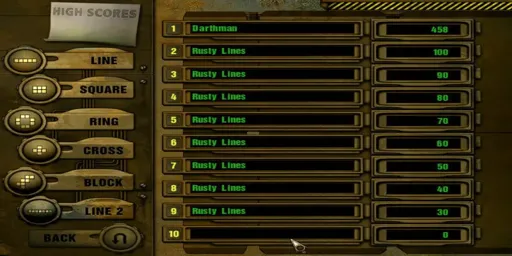 HIGH SCORES
LINE
SQUARE
RING
CROSS
BLOCK
LINE 2
BACK
1 Darthman 458
2 Rusty Lines 100
3 Rusty Lines 90
4 Rusty Lines 80
5 Rusty Lines 70
6 Rusty Lines 60
7 Rusty Lines 50
8 Rusty Lines 40
9 Rusty Lines 30
10 0